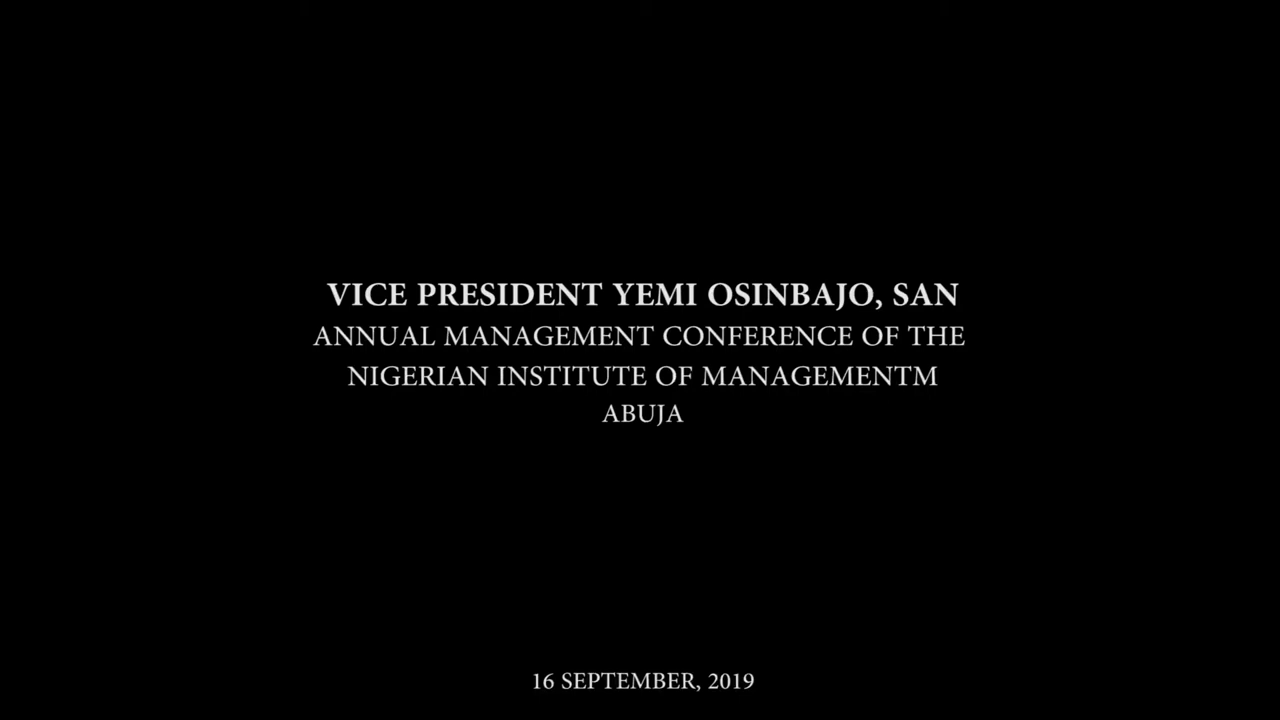 VICE PRESIDENT YEMI OSINBAJO, SAN
ANNUAL MANAGEMENT CONFERENCE OF THE
NIGERIAN INSTITUTE OF MANAGEMENTM
ABUJA
16 SEPTEMBER, 2019